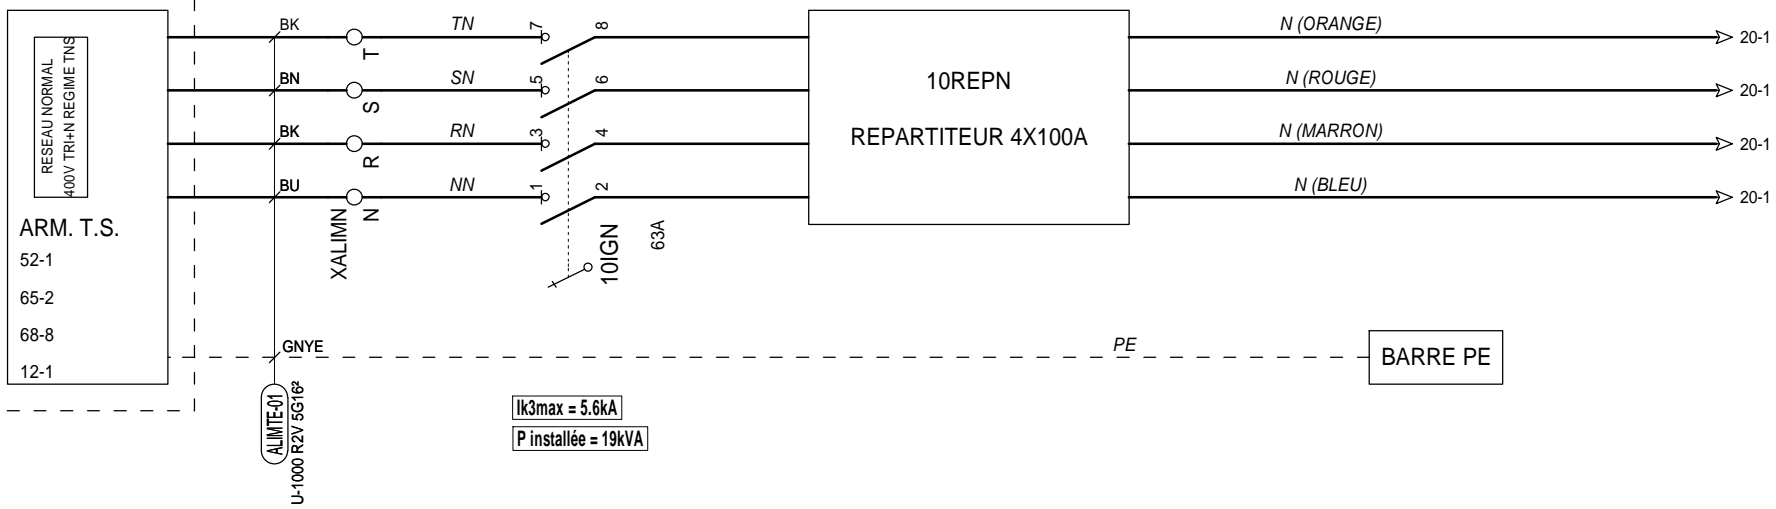 RESEAU NORMAL
400V TRI+N REGIME TNS
ARM. T.S.
52-1
65-2
68-8
12-1
BK
T
TN
7
8
N (ORANGE)
20-1
BN
S
SN
5
6
N (ROUGE)
20-1
BK
R
RN
3
4
N (MARRON)
20-1
BU
N
NN
1
2
N (BLEU)
20-1
XALIMN
10IGN
63A
10REPN
REPARTITEUR 4X100A
GNYE
PE
BARRE PE
ALIMTE-01
U-1000 R2V 5G16²
Ik3max = 5.6kA
P installée = 19kVA